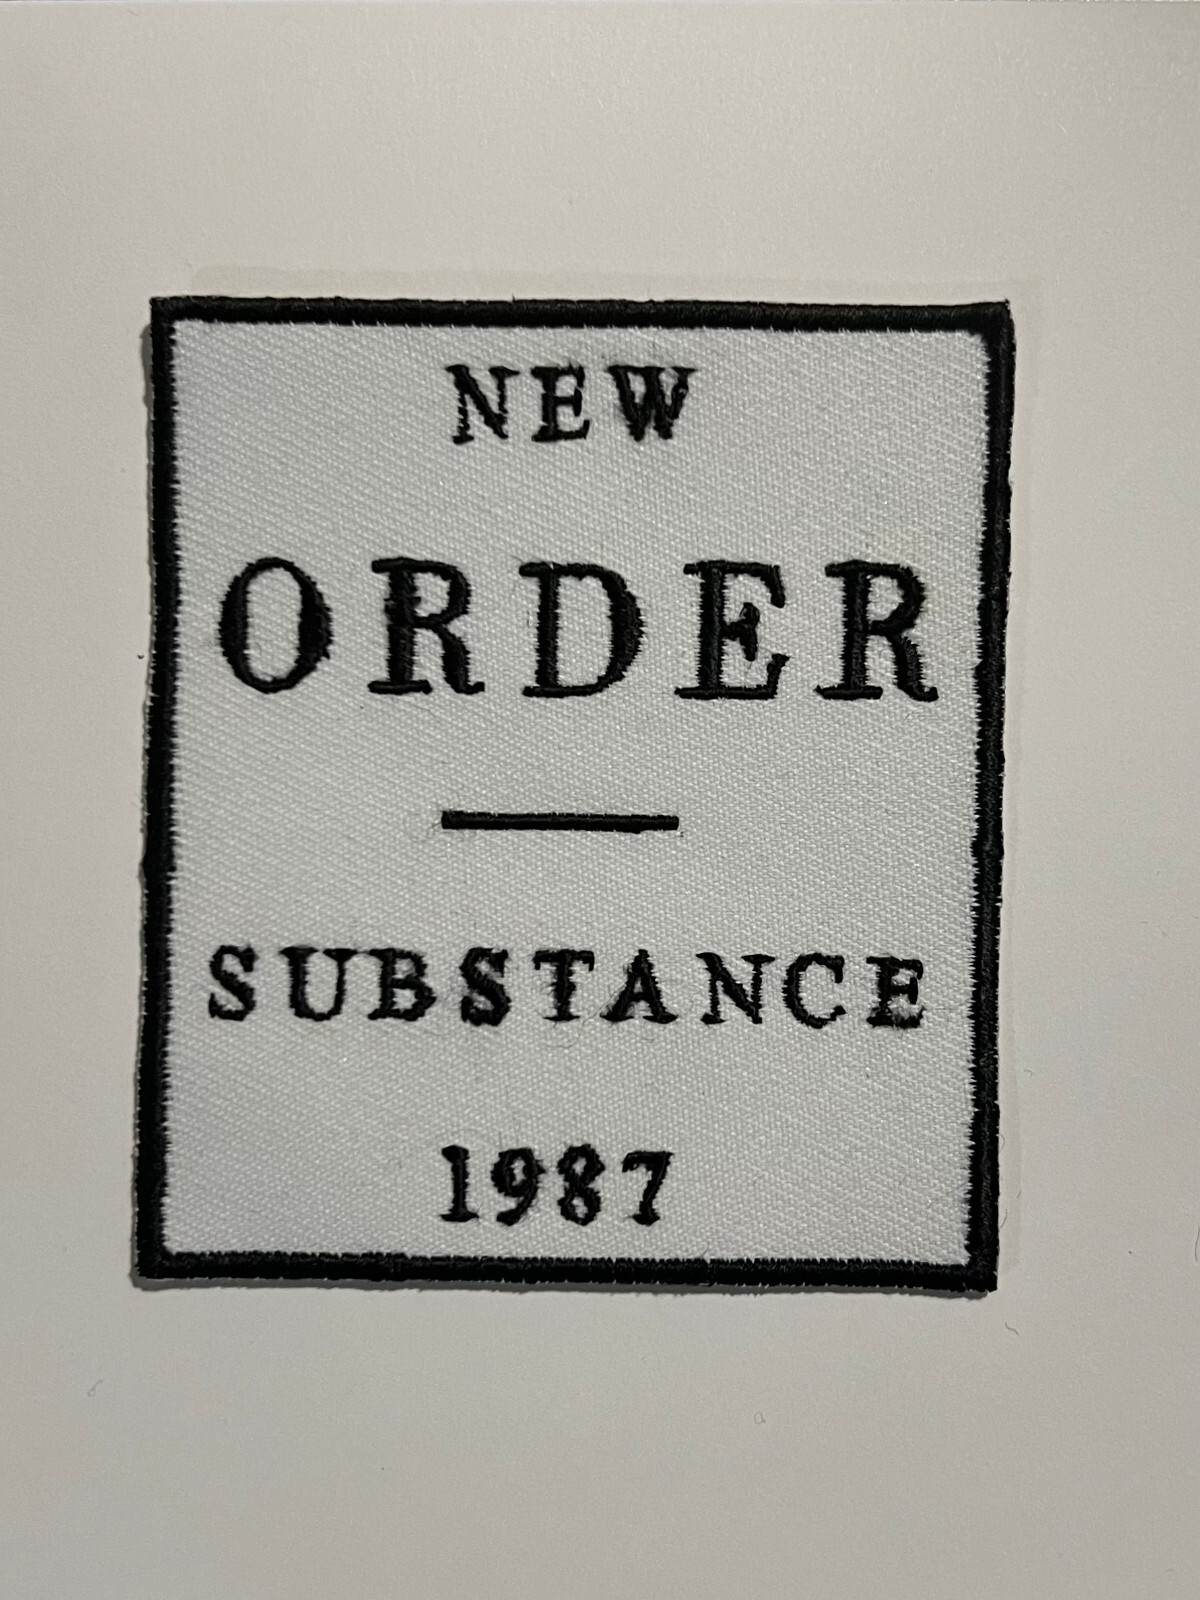 NEW
ORDER
SUBSTANCE
1987